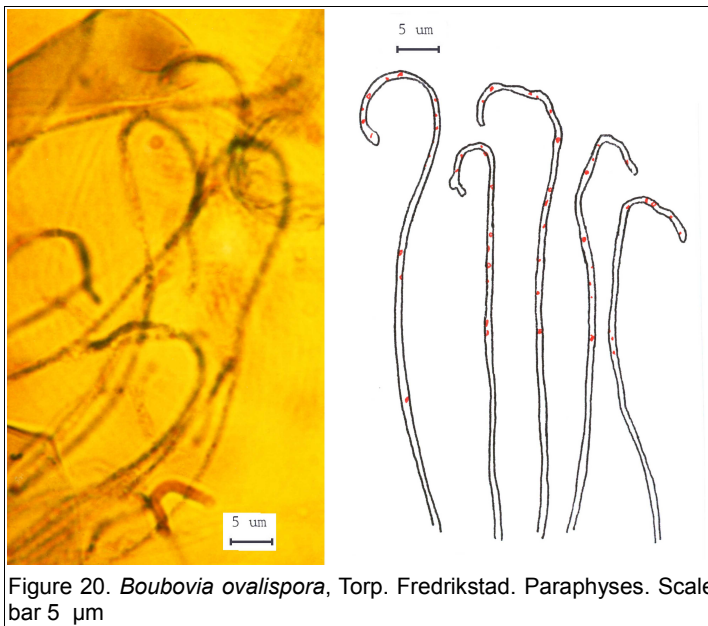 5 um
5 um
Figure 20. Boubovia ovalispora, Torp. Fredrikstad. Paraphyses. Scale
bar 5 µm